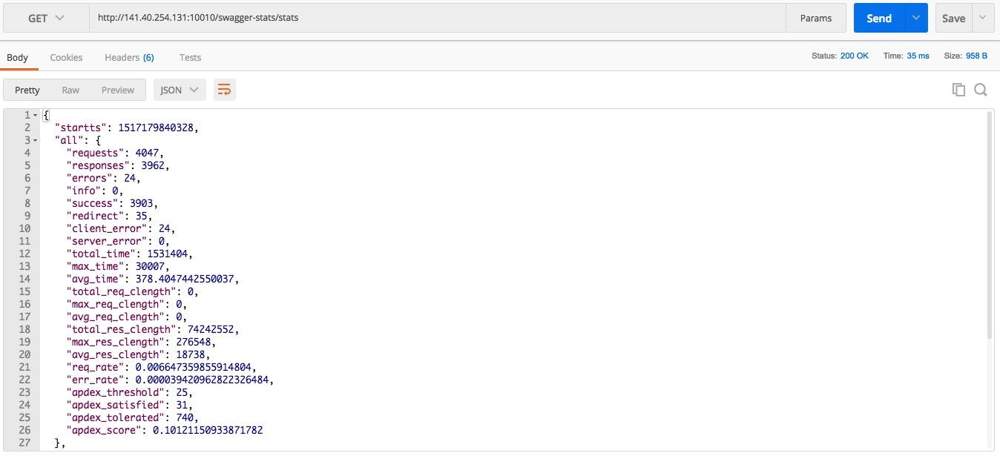 GET http://141.40.254.131:10010/swagger-stats/stats Params Send Save
Body Cookies Headers (6) Tests Status: 200 OK Time: 35 ms Size: 958 B
Pretty Raw Preview JSON
1 {
2 "startts": 1517179840328,
3 "all": {
4 "requests": 4047,
5 "responses": 3962,
6 "errors": 24,
7 "info": 0,
8 "success": 3903,
9 "redirect": 35,
10 "client_error": 24,
11 "server_error": 0,
12 "total_time": 1531404,
13 "max_time": 30007,
14 "avg_time": 378.4047442550037,
15 "total_req_clength": 0,
16 "max_req_clength": 0,
17 "avg_req_clength": 0,
18 "total_res_clength": 74242552,
19 "max_res_clength": 276548,
20 "avg_res_clength": 18738,
21 "req_rate": 0.006647359855914804,
22 "err_rate": 0.000039420962822326484,
23 "apdex_threshold": 25,
24 "apdex_satisfied": 31,
25 "apdex_tolerated": 740,
26 "apdex_score": 0.10121150933871782
27 },